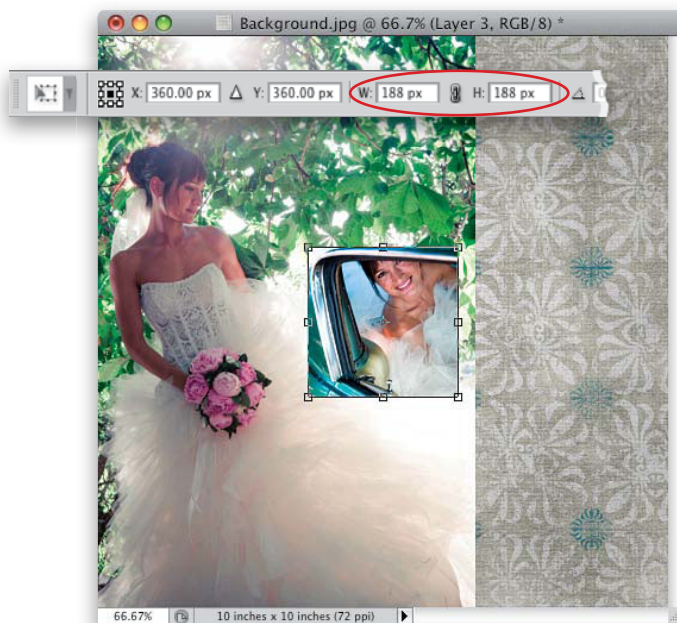 Background.jpg @ 66.7% (Layer 3, RGB/8) *
X: 360.00 px Y: 360.00 px W: 188 px H: 188 px
66.67% 10 inches x 10 inches (72 ppi)